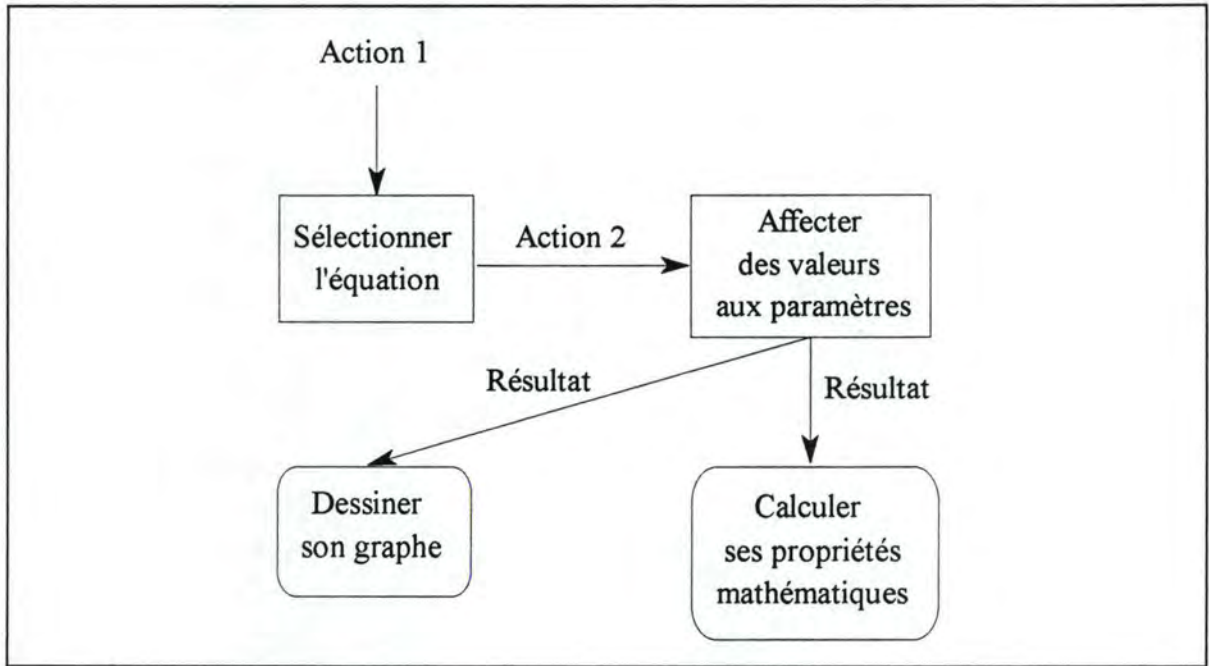 Action 1
Sélectionner
l'équation
Action 2
Affecter
des valeurs
aux paramètres
Résultat
Résultat
Dessiner
son graphe
Calculer
ses propriétés
mathématiques